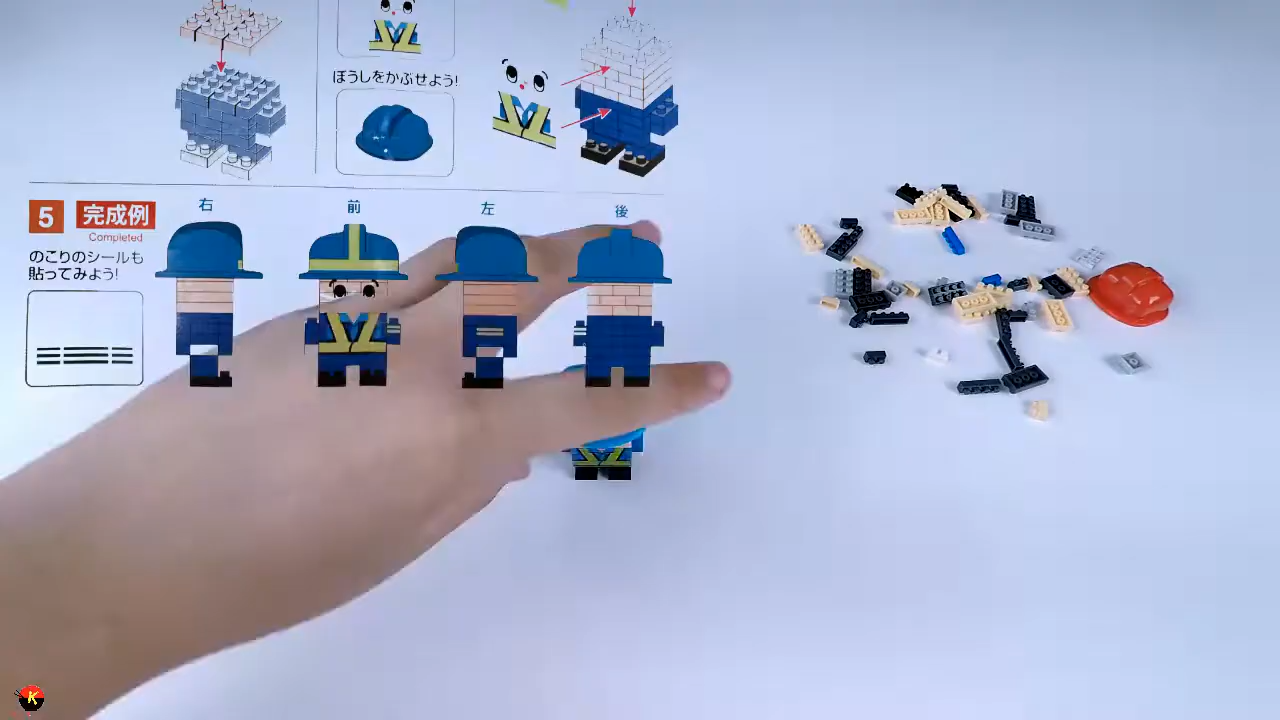 ぼうしをかぶせよう!
5 完成例
Completed
のこりのシールも
貼ってみよう!
右
前
左
後
K